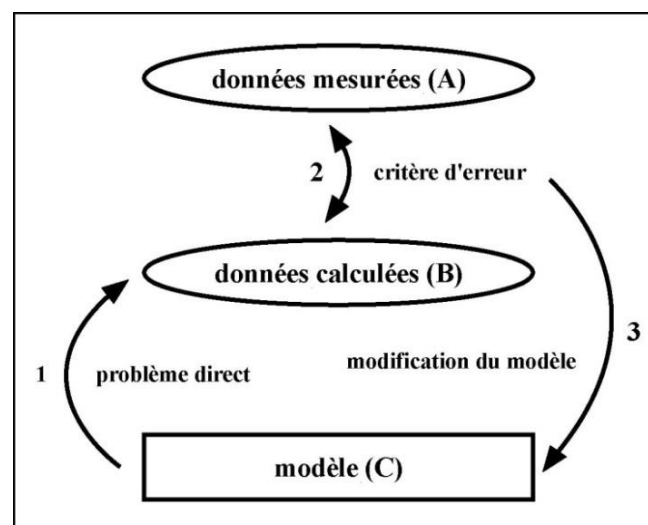 données mesurées (A)
2
critère d'erreur
données calculées (B)
3
1
problème direct
modification du modèle
modèle (C)